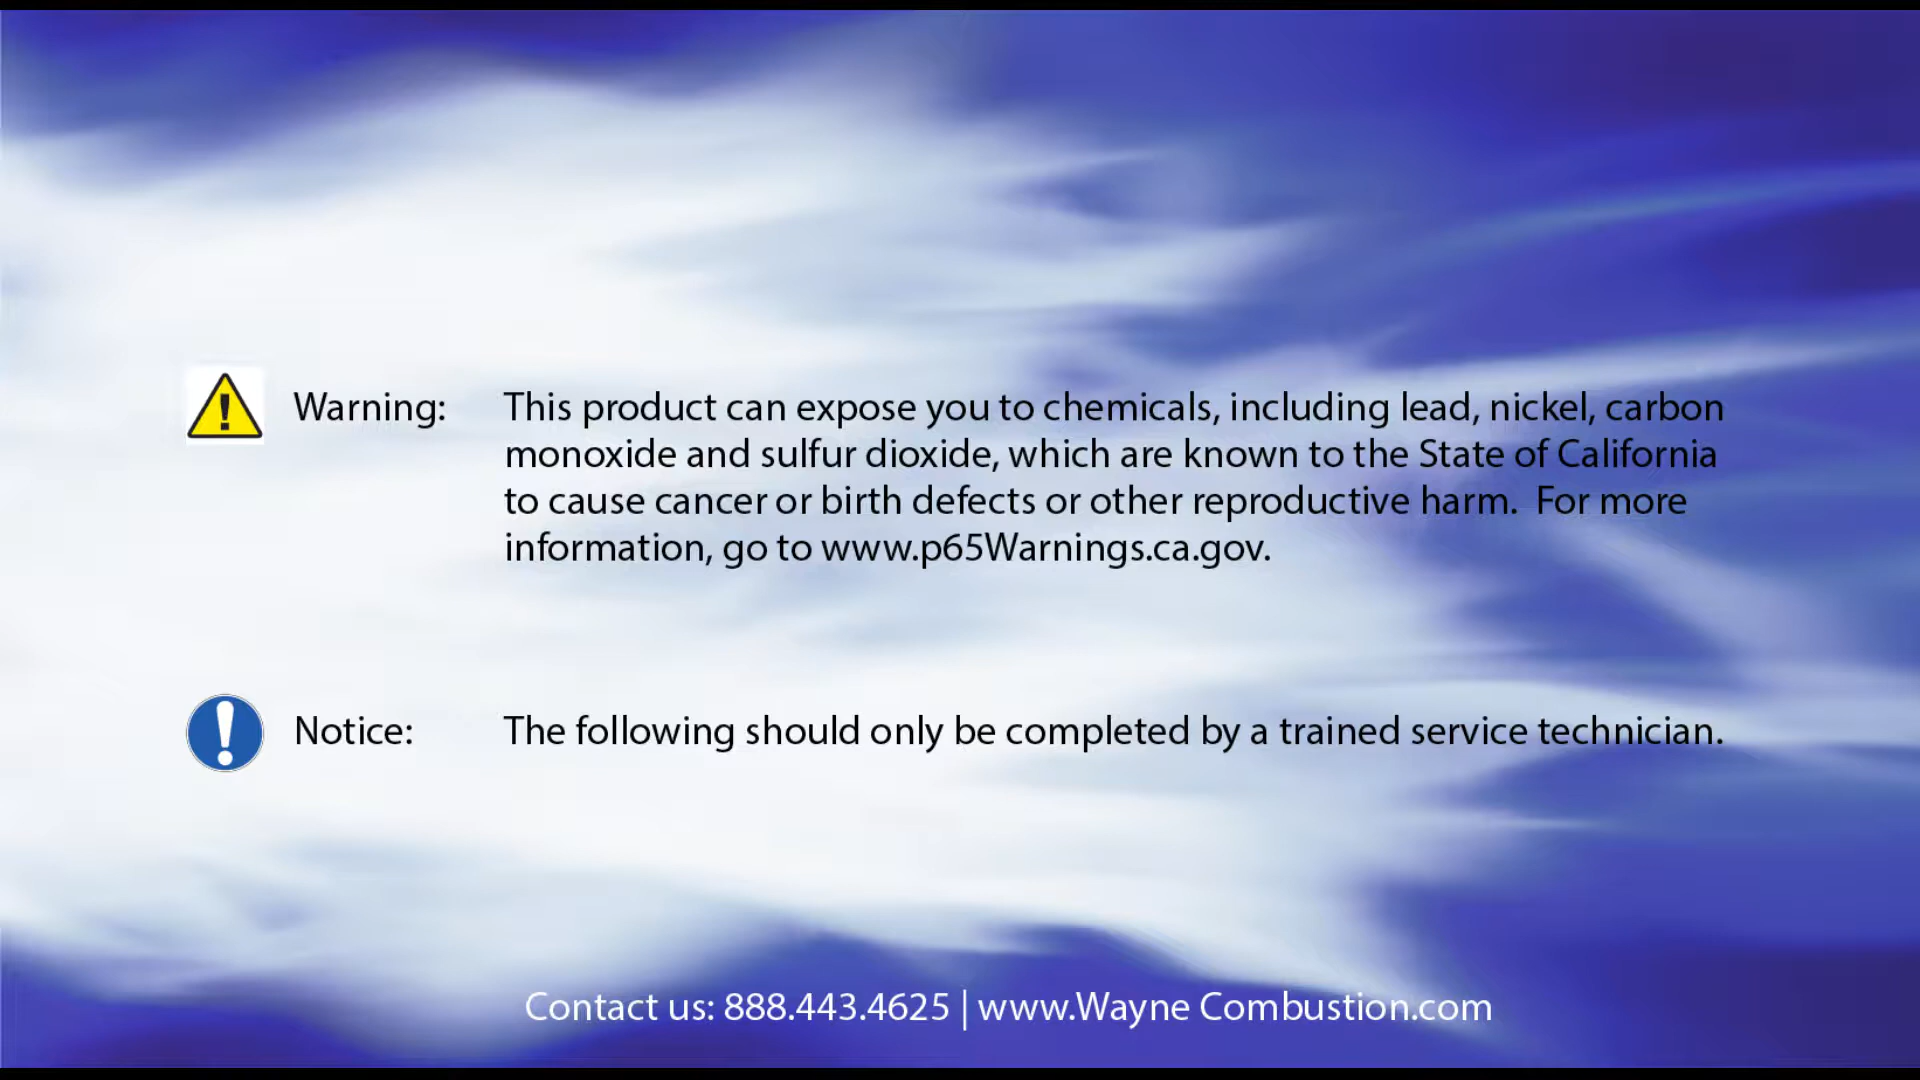 Warning: This product can expose you to chemicals, including lead, nickel, carbon
monoxide and sulfur dioxide, which are known to the State of California
to cause cancer or birth defects or other reproductive harm.  For more
information, go to www.p65Warnings.ca.gov.
Notice: The following should only be completed by a trained service technician.
Contact us: 888.443.4625 | www.Wayne Combustion.com